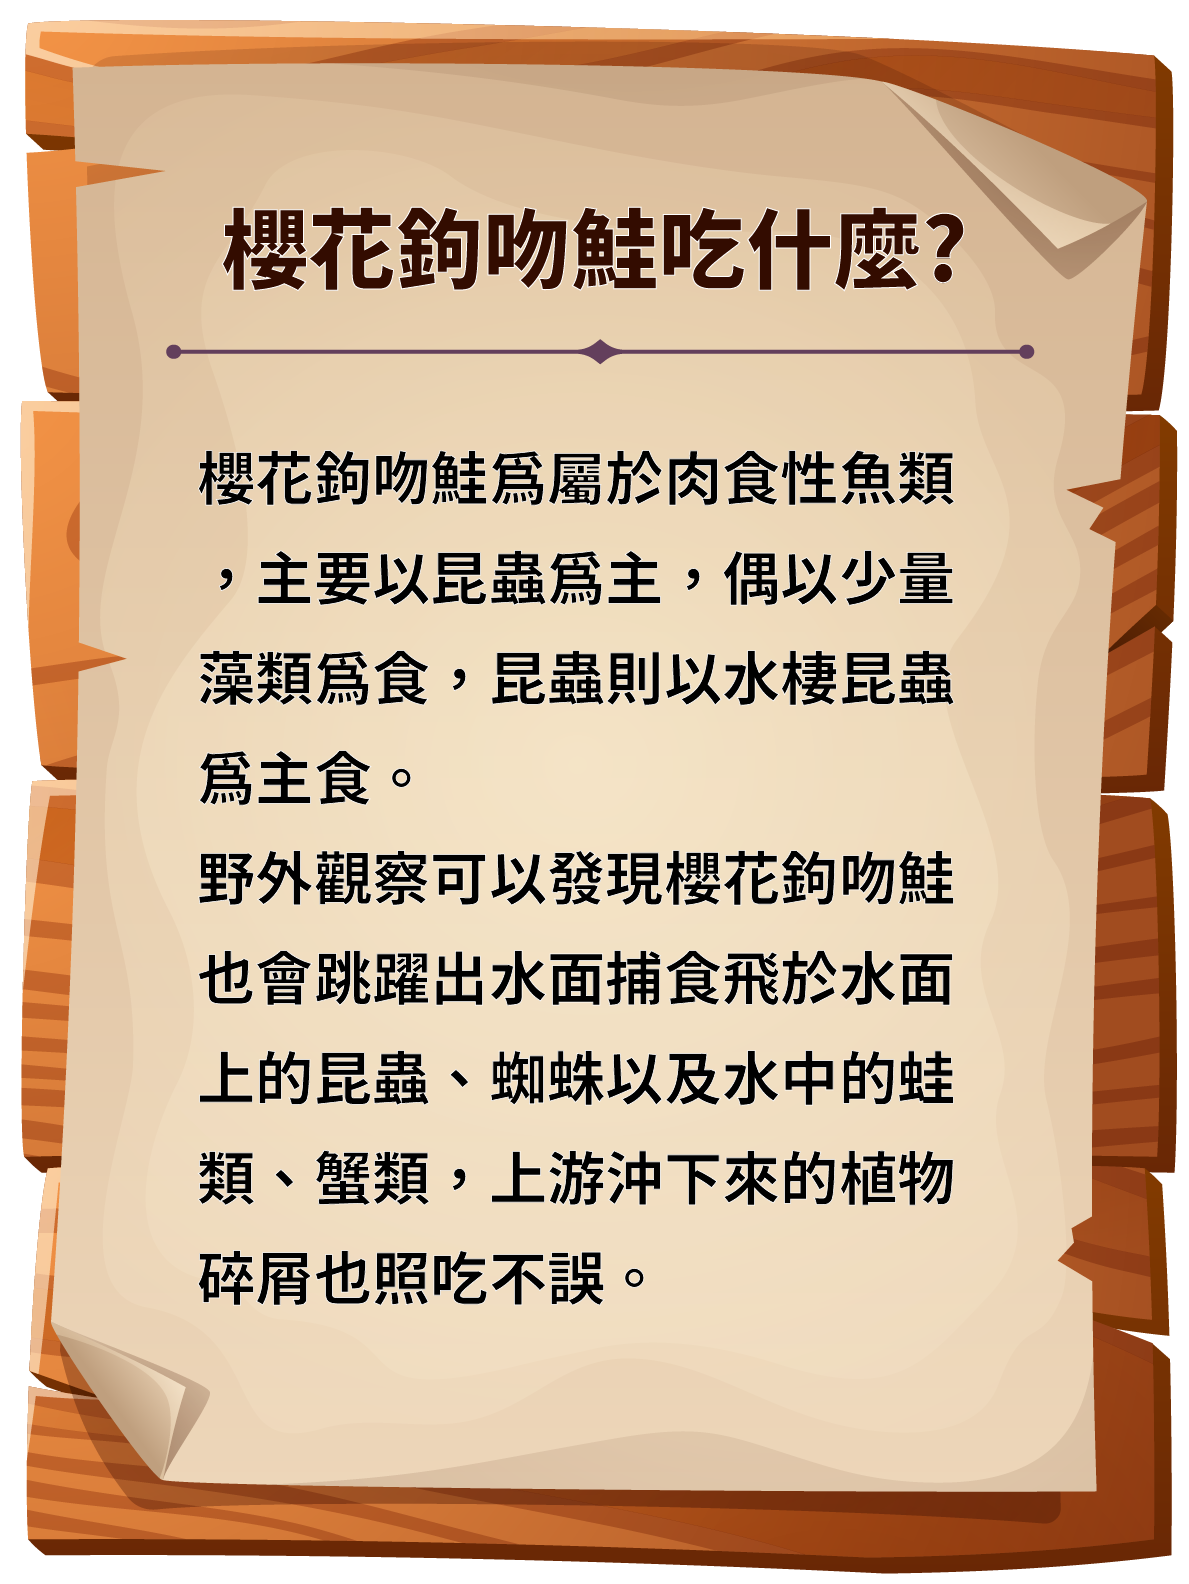 櫻花鉤吻鮭吃什麼?
櫻花鉤吻鮭爲屬於肉食性魚類
，主要以昆蟲爲主，偶以少量
藻類爲食，昆蟲則以水棲昆蟲
爲主食。
野外觀察可以發現櫻花鉤吻鮭
也會跳躍出水面捕食飛於水面
上的昆蟲、蜘蛛以及水中的蛙
類、蟹類，上游沖下來的植物
碎屑也照吃不誤。